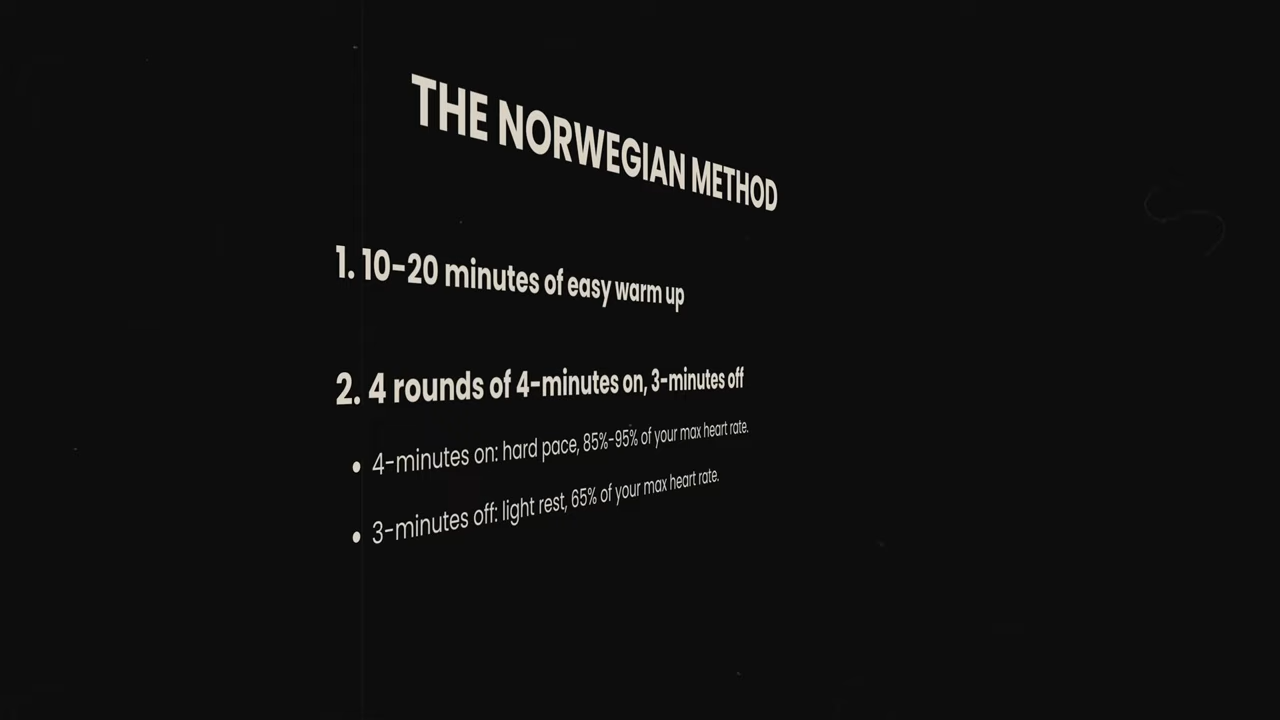 THE NORWEGIAN METHOD
1. 10-20 minutes of easy warm up
2. 4 rounds of 4-minutes on, 3-minutes off
• 4-minutes on: hard pace, 85%-95% of your max heart rate.
• 3-minutes off: light rest, 65% of your max heart rate.